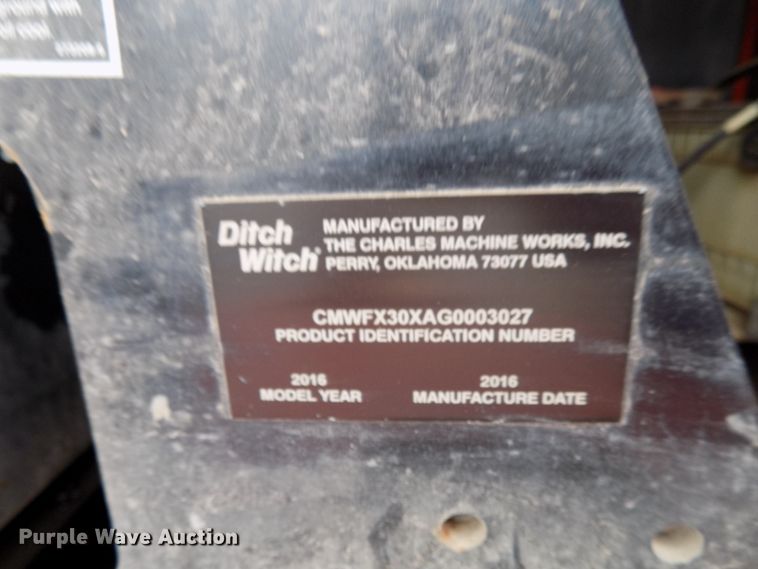 with
Ditch Witch®
MANUFACTURED BY
THE CHARLES MACHINE WORKS, INC.
PERRY, OKLAHOMA 73077 USA
CMWFX30XAG0003027
PRODUCT IDENTIFICATION NUMBER
2016
MODEL YEAR
2016
MANUFACTURE DATE
Purple Wave Auction